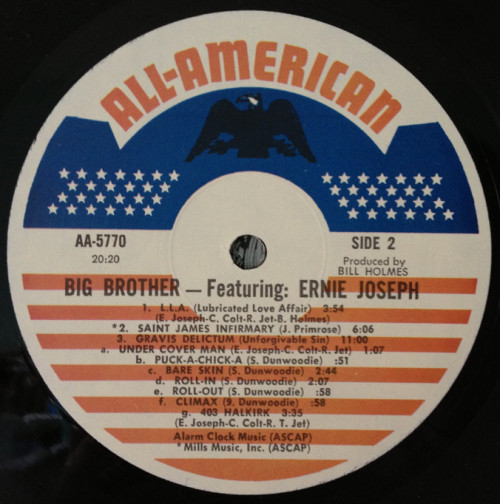 ALL-AMERICAN
AA-5770
SIDE 2
20:20
Produced by
BILL HOLMES
BIG BROTHER — Featuring: ERNIE JOSEPH
1. L.L.A. (Lubricated Love Affair) 3:54
(E. Joseph-C. Colt-R. Jet-B. Holmes)
*2. SAINT JAMES INFIRMARY (J. Primrose) 6:06
3. GRAVIS DELICTUM (Unforgivable Sin) 11:00
a. UNDER COVER MAN (E. Joseph-C. Colt-R. Jet) 1:07
b. PUCK-A-CHICK-A (S. Dunwoodie) :51
c. BARE SKIN (S. Dunwoodie) 2:44
d. ROLL-IN (S. Dunwoodie) 2:07
e. ROLL-OUT (S. Dunwoodie) :58
f. CLIMAX (9. Dunwoodie) :58
g. 403 HALKIRK 3:35
(E. Joseph-C. Colt-R. T. Jet)
Alarm Clock Music (ASCAP)
*Mills Music, Inc. (ASCAP)